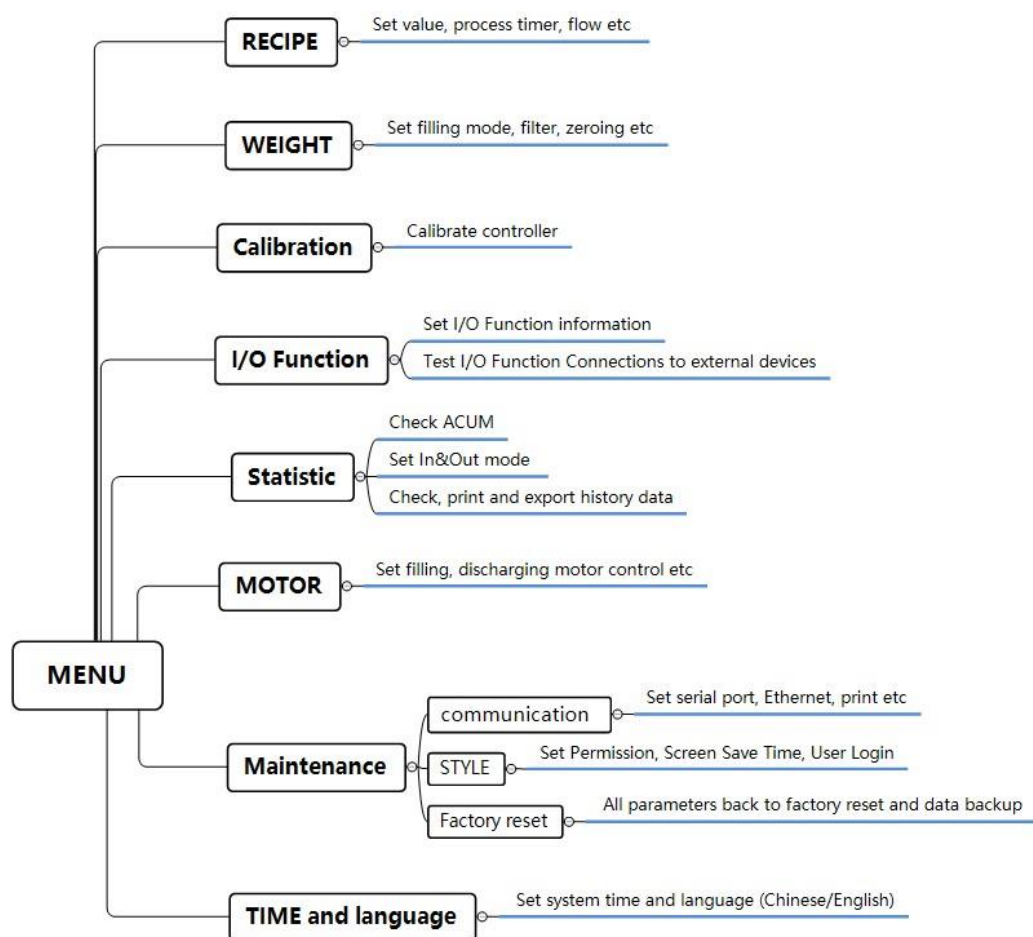 RECIPE
Set value, process timer, flow etc
WEIGHT
Set filling mode, filter, zeroing etc
Calibration
Calibrate controller
I/O Function
Set I/O Function information
Test I/O Function Connections to external devices
Statistic
Check ACUM
Set In&Out mode
Check, print and export history data
MOTOR
Set filling, discharging motor control etc
MENU
Maintenance
communication
Set serial port, Ethernet, print etc
STYLE
Set Permission, Screen Save Time, User Login
Factory reset
All parameters back to factory reset and data backup
TIME and language
Set system time and language (Chinese/English)